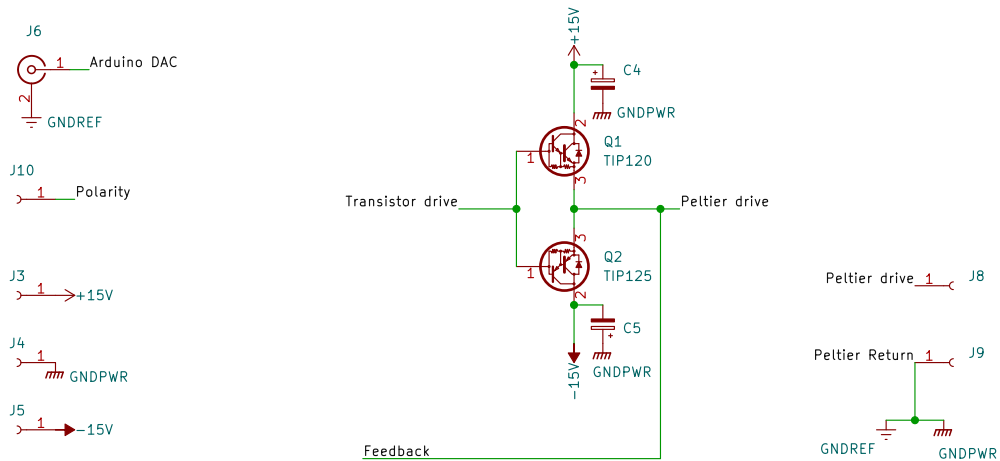 J6
1
Arduino DAC
2
GNDREF
J10
1
Polarity
J3
1
+15V
J4
1
GNDPWR
J5
1
-15V
+15V
+
C4
GNDPWR
2
Q1
TIP120
1
3
Transistor drive
Peltier drive
3
Q2
TIP125
1
2
C5
+
GNDPWR
-15V
Feedback
Peltier drive
1
J8
Peltier Return
1
J9
GNDREF
GNDPWR